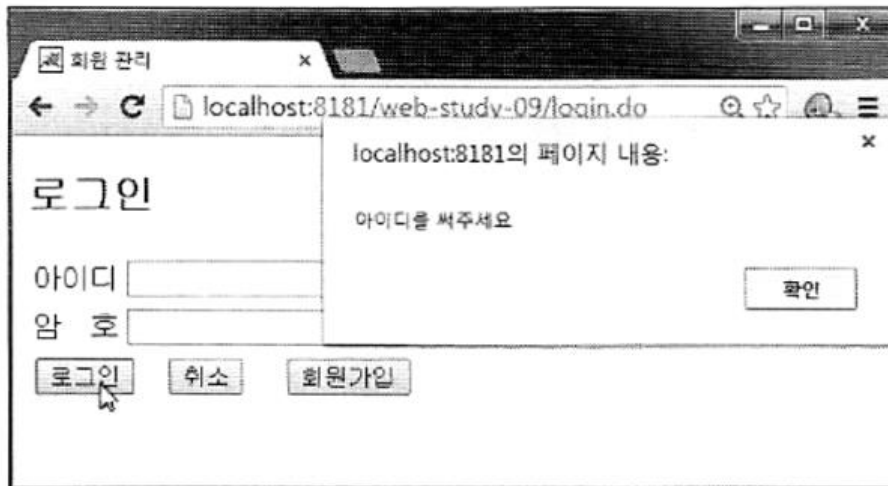 회원 관리
localhost:8181/web-study-09/login.do
localhost:8181의 페이지 내용:
아이디를 써주세요
확인
로그인
아이디
암 호
로그인 취소 회원가입